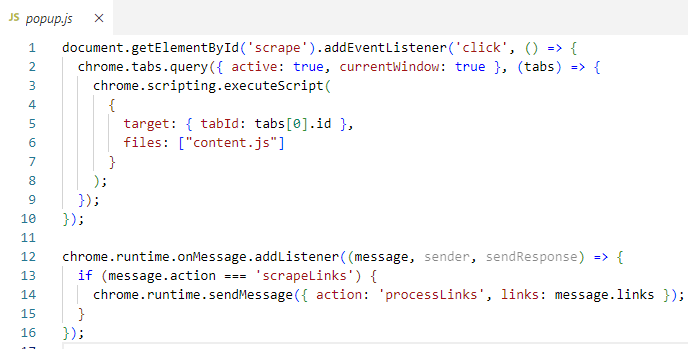 JS popup.js ×
1 document.getElementById('scrape').addEventListener('click', () => {
2   chrome.tabs.query({ active: true, currentWindow: true }, (tabs) => {
3     chrome.scripting.executeScript(
4       {
5         target: { tabId: tabs[0].id },
6         files: ["content.js"]
7       }
8     );
9   });
10 });
11
12 chrome.runtime.onMessage.addListener((message, sender, sendResponse) => {
13   if (message.action === 'scrapeLinks') {
14     chrome.runtime.sendMessage({ action: 'processLinks', links: message.links });
15   }
16 });
17